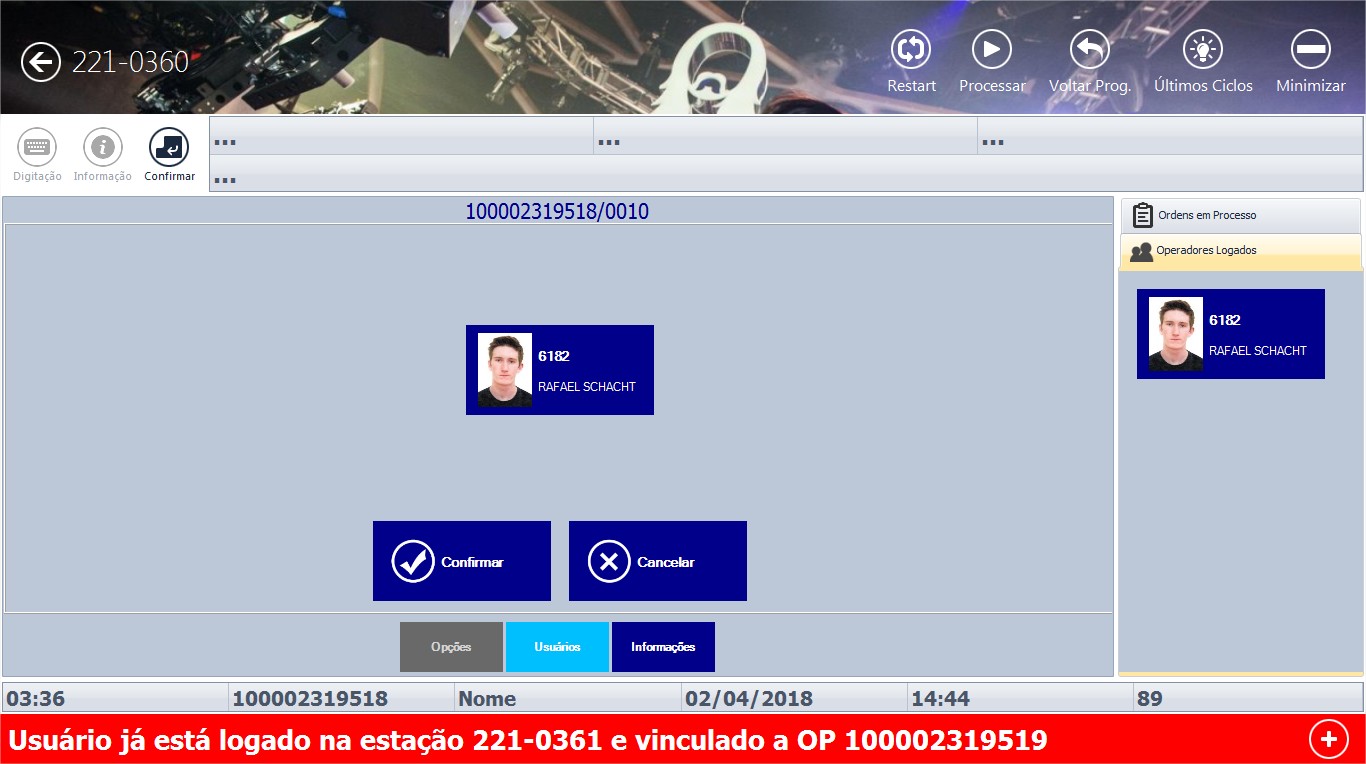 221-0360
Restart
Processar
Voltar Prog.
Últimos Ciclos
Minimizar
Digitação
Informação
Confirmar
...
...
...
...
100002319518/0010
6182
RAFAEL SCHACHT
Confirmar
Cancelar
Opções
Usuários
Informações
Ordens em Processo
Operadores Logados
6182
RAFAEL SCHACHT
03:36
100002319518
Nome
02/04/2018
14:44
89
Usuário já está logado na estação 221-0361 e vinculado a OP 100002319519